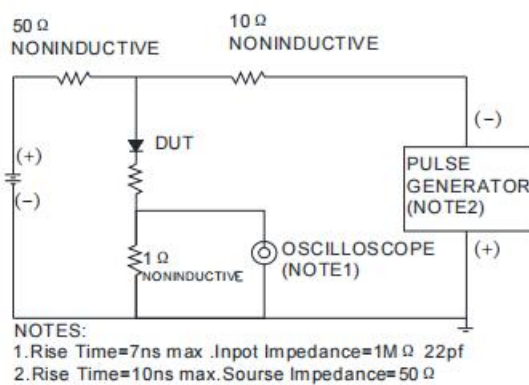 50 Ω
NONINDUCTIVE
10 Ω
NONINDUCTIVE
(+)
(-)
DUT
1 Ω
NONINDUCTIVE
OSCILLOSCOPE
(NOTE1)
(-)
PULSE
GENERATOR
(NOTE2)
(+)
NOTES:
1.Rise Time=7ns max .Inpot Impedance=1M Ω 22pf
2.Rise Time=10ns max.Sourse Impedance=50 Ω